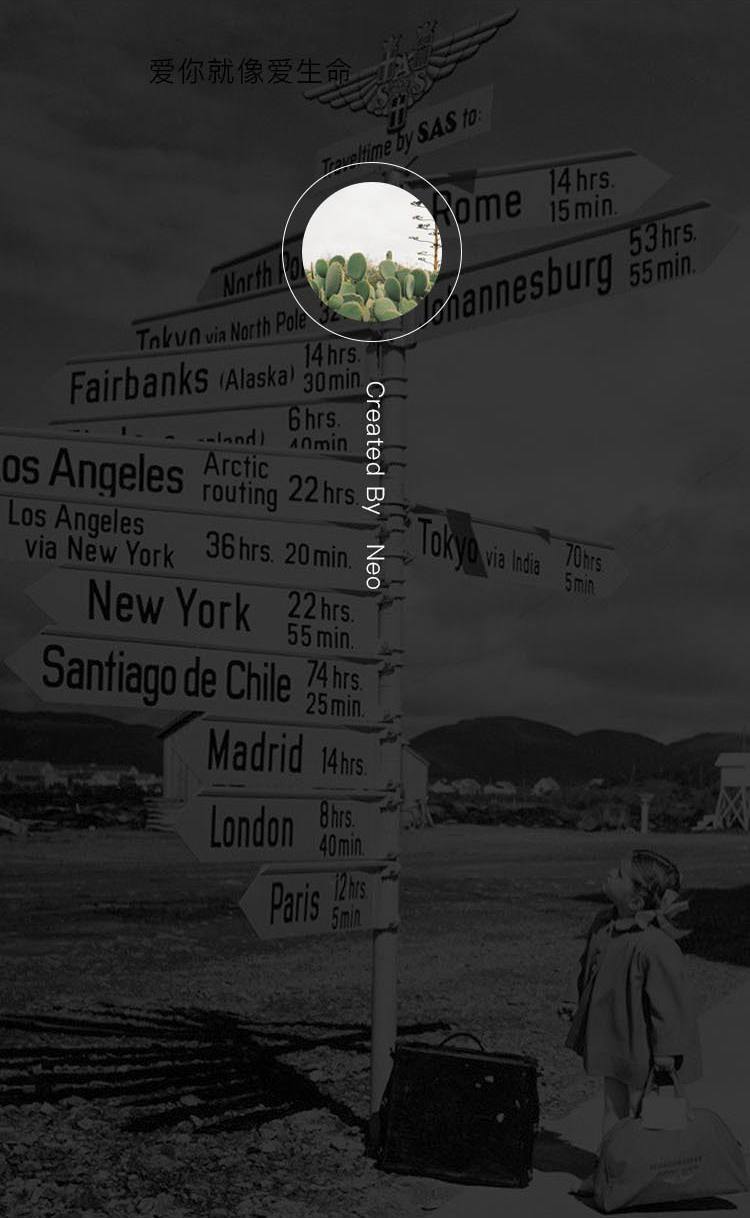 爱你就像爱生命
Traveltime by SAS to:
Rome 14 hrs. 15 min.
North
Johannesburg 53 hrs. 55 min.
Tokyo via North Pole
Fairbanks (Alaska) 14 hrs. 30 min.
6 hrs. 40 min.
Los Angeles Arctic routing 22 hrs.
Los Angeles via New York 36 hrs. 20 min.
Tokyo via India 70 hrs. 5 min.
New York 22 hrs. 55 min.
Santiago de Chile 74 hrs. 25 min.
Madrid 14 hrs.
London 8 hrs. 40 min.
Paris 12 hrs. 5 min.
Created By Neo